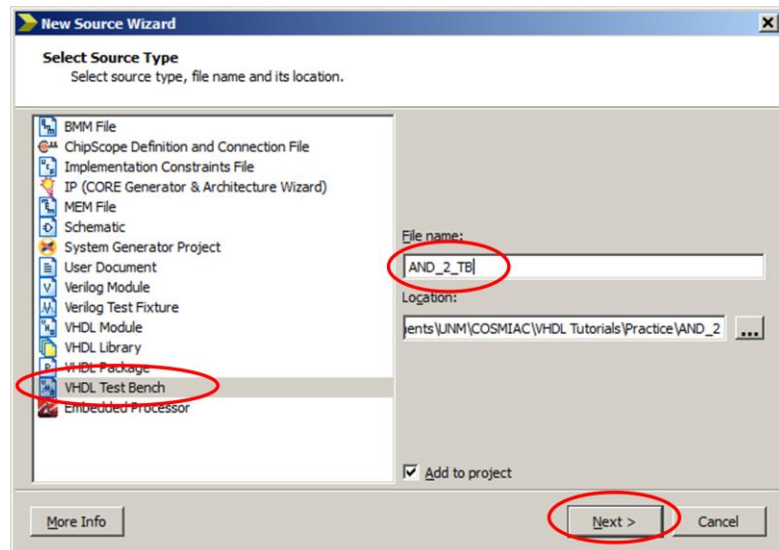 New Source Wizard
Select Source Type
Select source type, file name and its location.
BMM File
ChipScope Definition and Connection File
Implementation Constraints File
IP (CORE Generator & Architecture Wizard)
MEM File
Schematic
System Generator Project
User Document
Verilog Module
Verilog Test Fixture
VHDL Module
VHDL Library
VHDL Package
VHDL Test Bench
Embedded Processor
File name:
AND_2_TB
Location:
ents\UNM\COSMIAC\VHDL Tutorials\Practice\AND_2
...
Add to project
More Info
Next >
Cancel